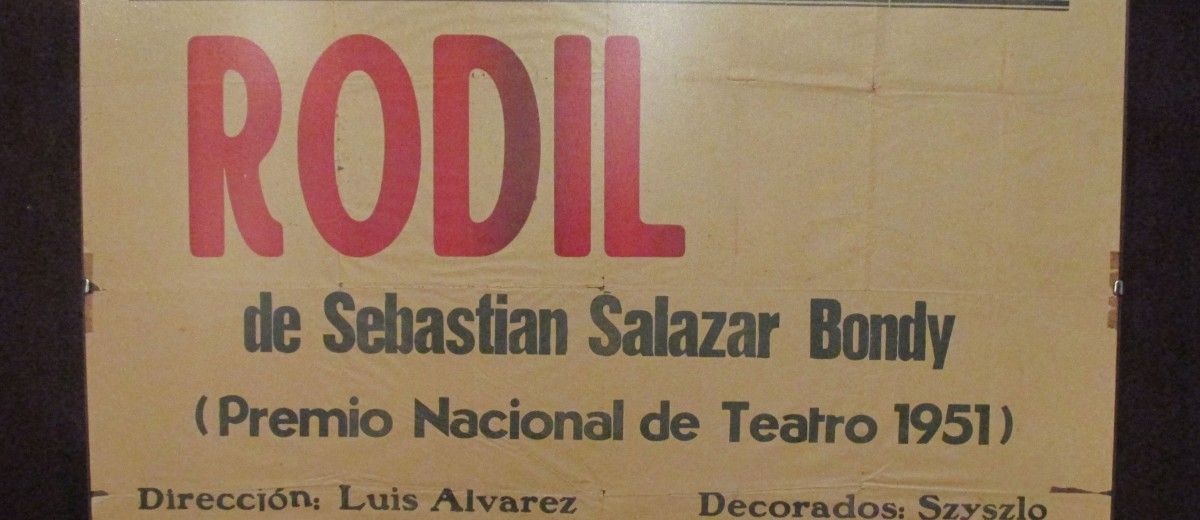 RODIL
de Sebastian Salazar Bondy
(Premio Nacional de Teatro 1951)
Dirección: Luis Alvarez Decorados: Szyszlo